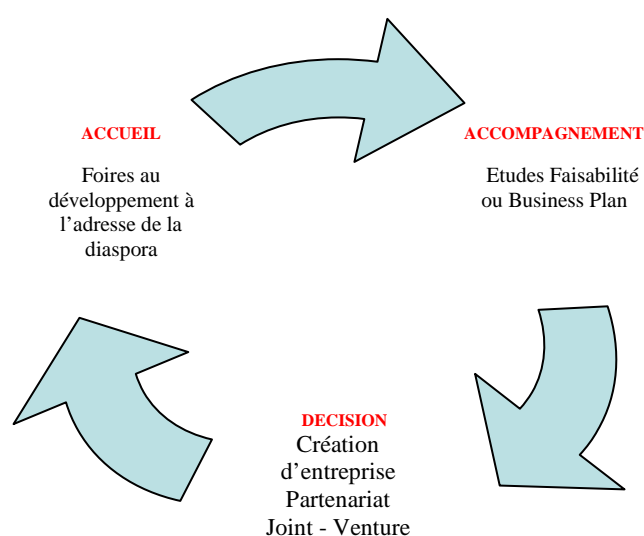 ACCUEIL
Foires au
développement à
l’adresse de la
diaspora
ACCOMPAGNEMENT
Etudes Faisabilité
ou Business Plan
DECISION
Création
d’entreprise
Partenariat
Joint - Venture